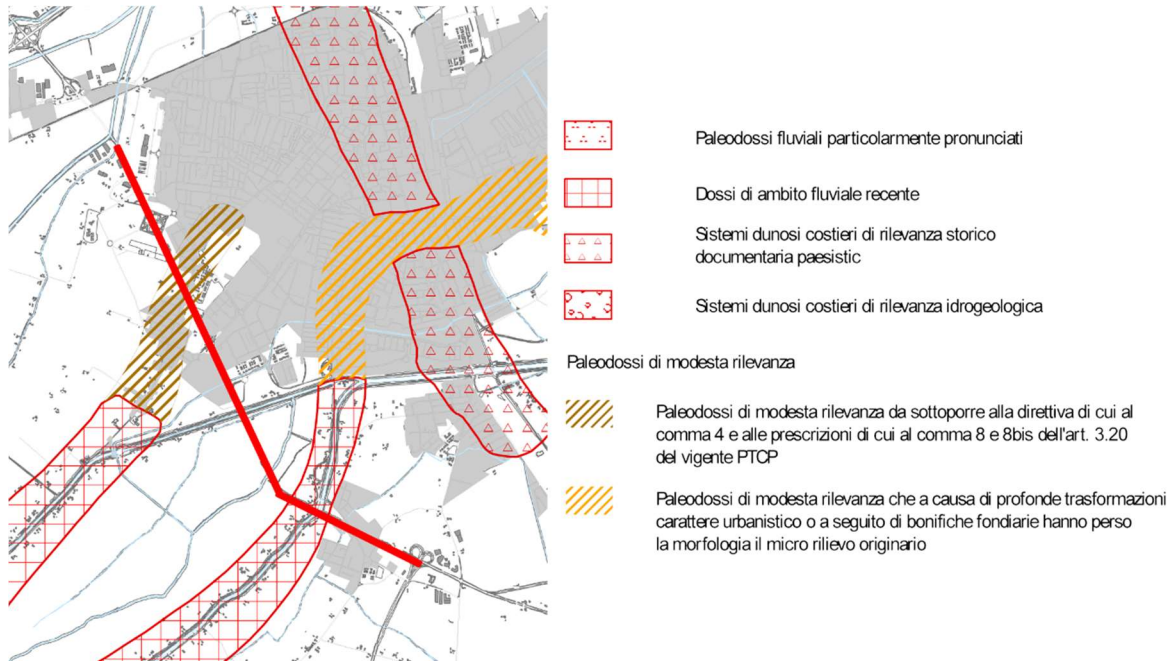 Paleodossi fluviali particolarmente pronunciati
Dossi di ambito fluviale recente
Sistemi dunosi costieri di rilevanza storico
documentaria paesistic
Sistemi dunosi costieri di rilevanza idrogeologica
Paleodossi di modesta rilevanza
Paleodossi di modesta rilevanza da sottoporre alla direttiva di cui al
comma 4 e alle prescrizioni di cui al comma 8 e 8bis dell'art. 3.20
del vigente PTCP
Paleodossi di modesta rilevanza che a causa di profonde trasformazioni
carattere urbanistico o a seguito di bonifiche fondiarie hanno perso
la morfologia il micro rilievo originario